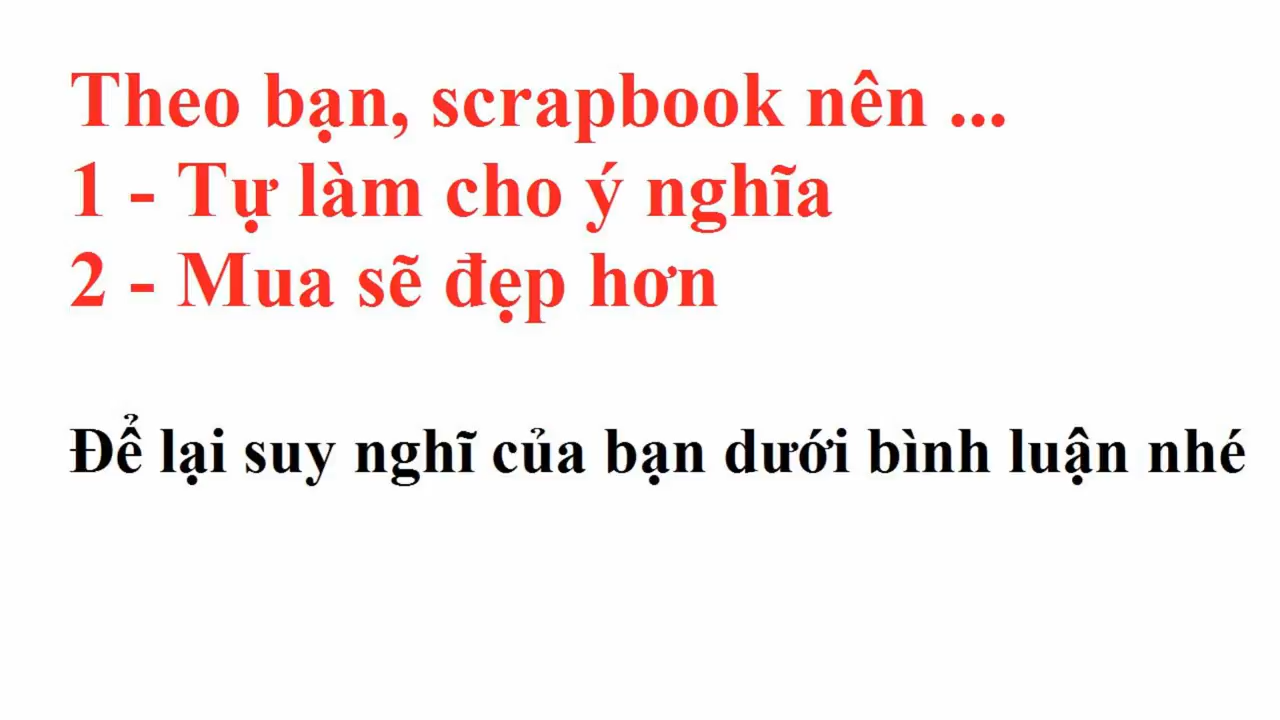 Theo bạn, scrapbook nên ...
1 - Tự làm cho ý nghĩa
2 - Mua sẽ đẹp hơn
Để lại suy nghĩ của bạn dưới bình luận nhé